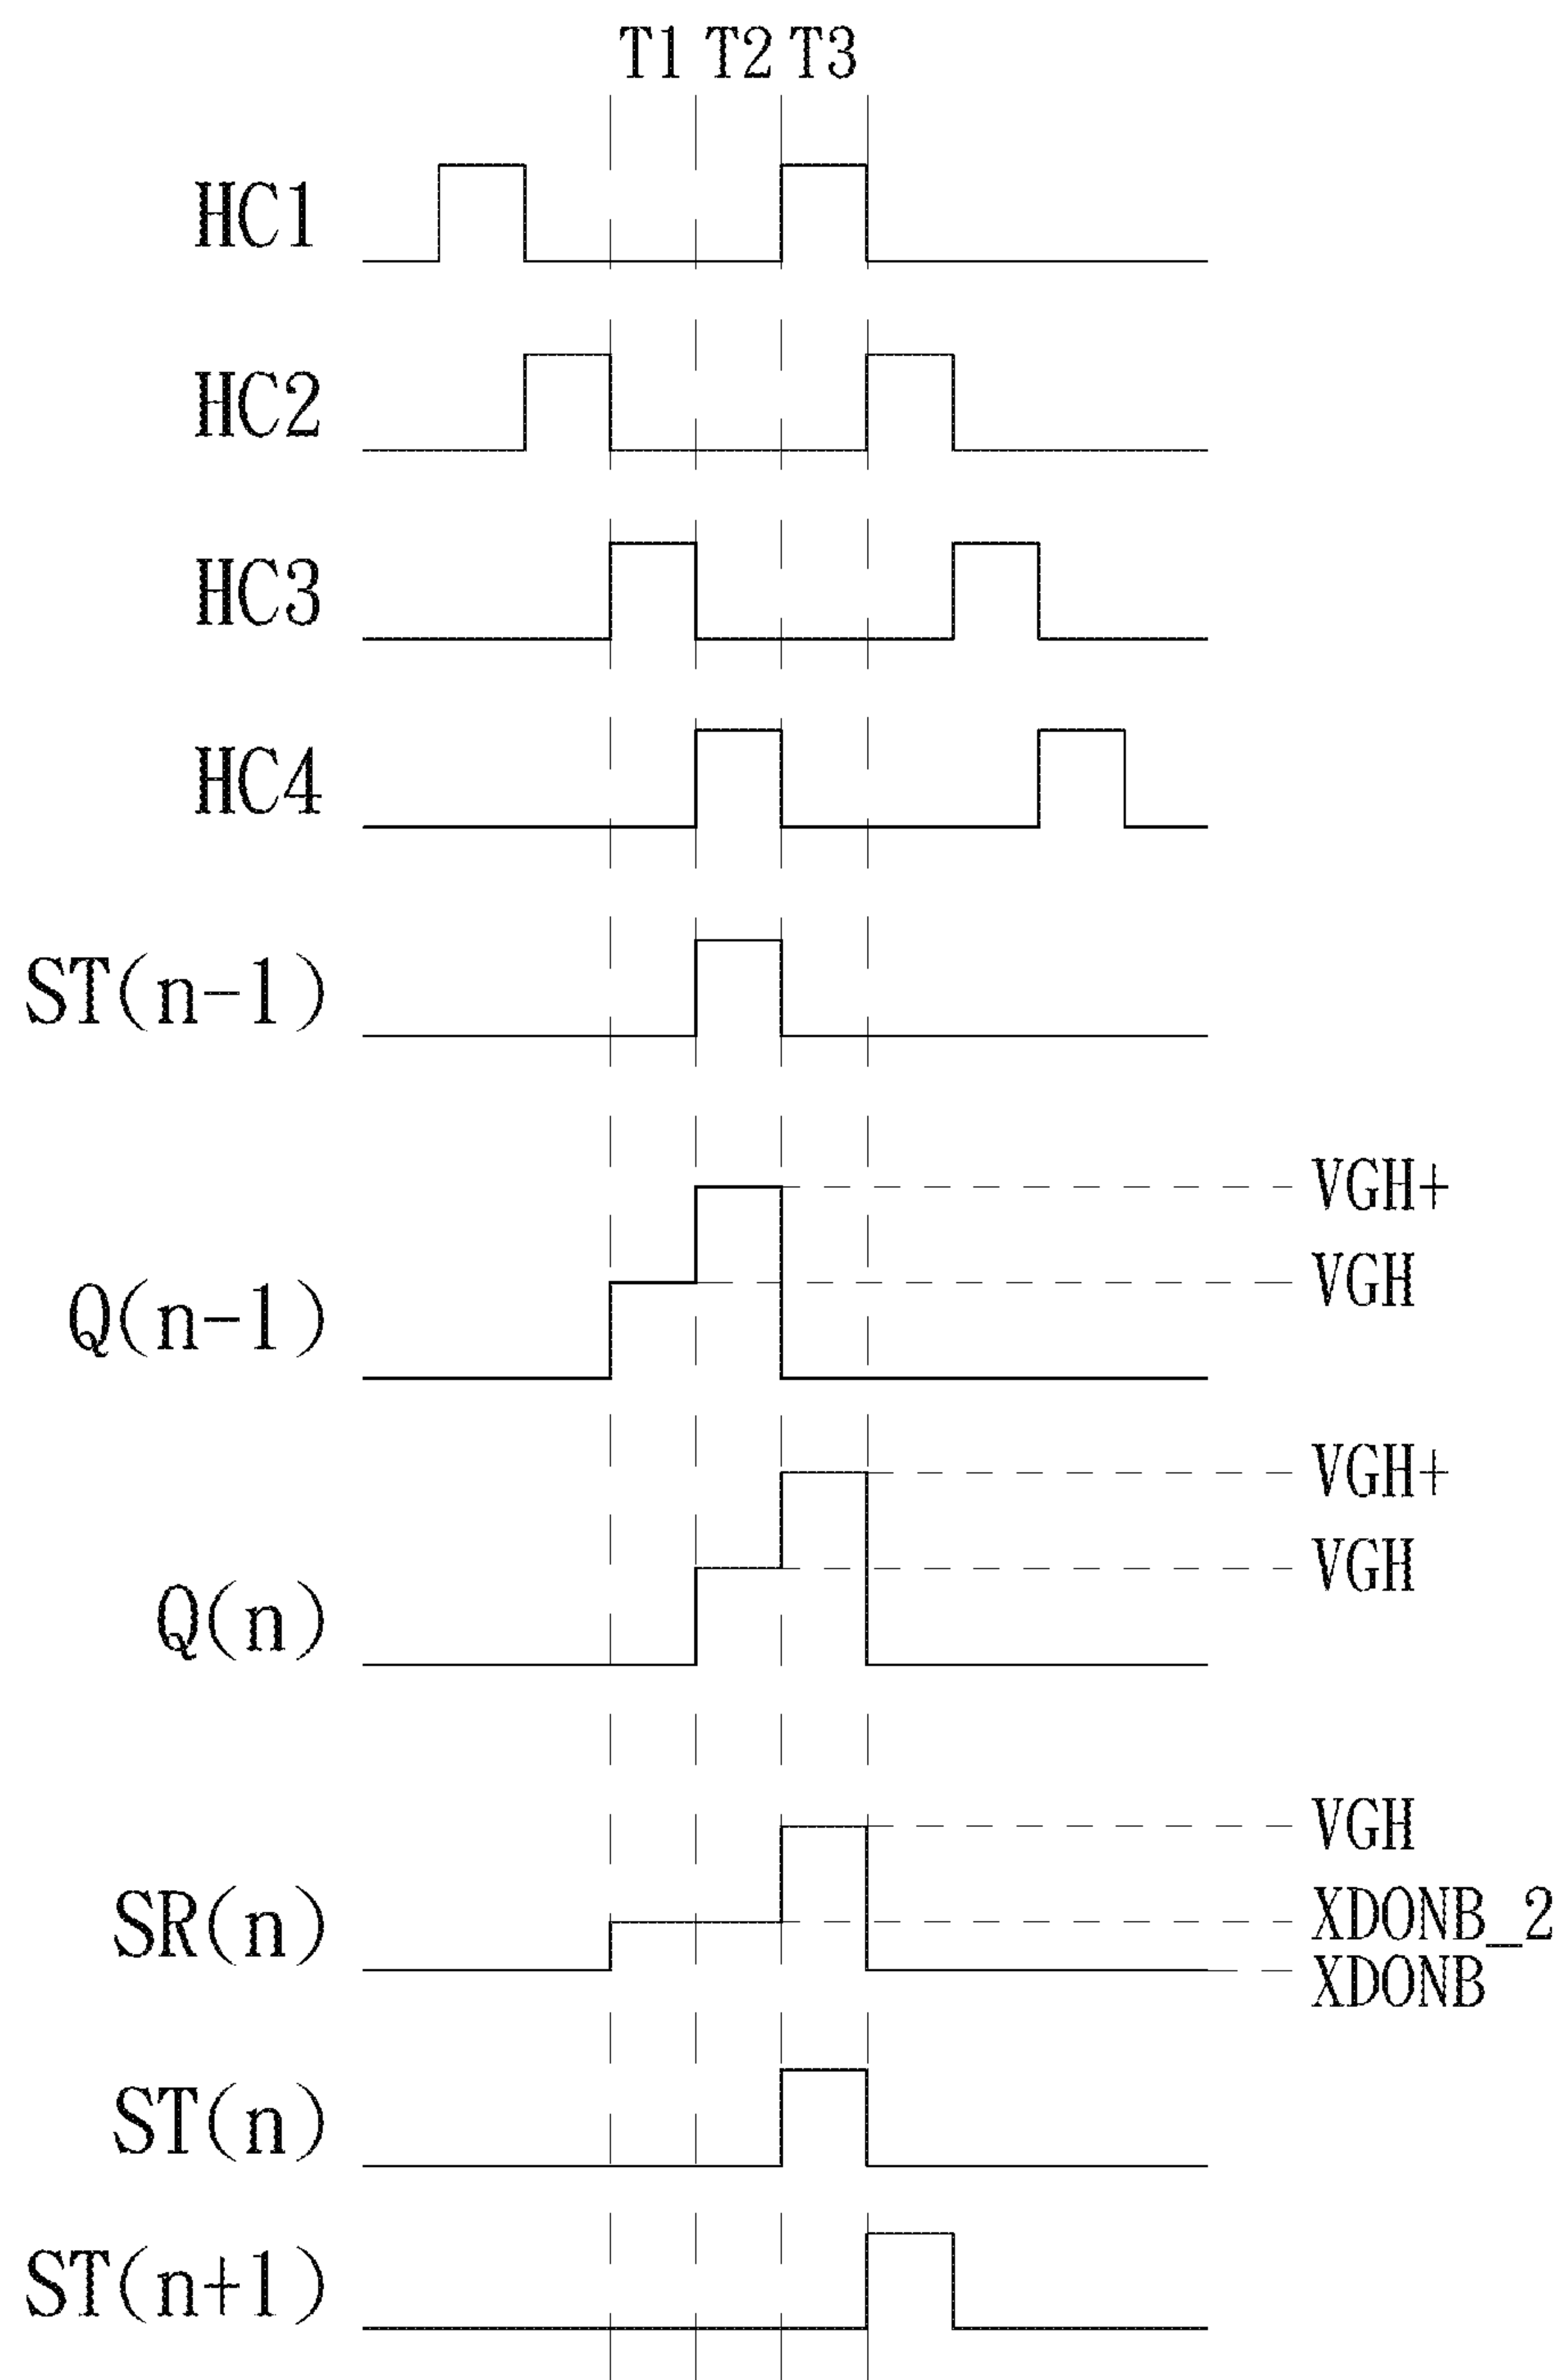 T1 T2 T3
HC1
HC2
HC3
HC4
ST(n-1)
VGH+
VGH
Q(n-1)
VGH+
VGH
Q(n)
VGH
SR(n)
XDONB_2
XDONB
ST(n)
ST(n+1)